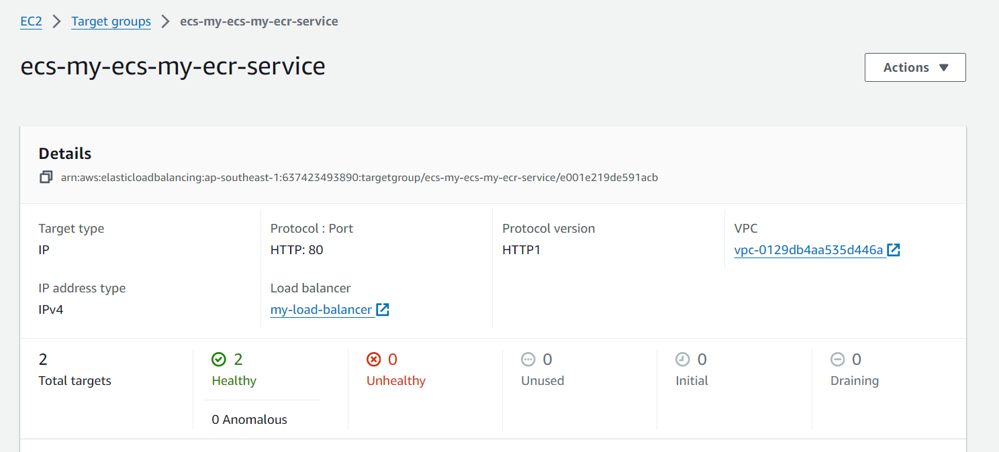 EC2 Target groups ecs-my-ecs-my-ecr-service
ecs-my-ecs-my-ecr-service
Actions
Details
arn:aws:elasticloadbalancing:ap-southeast-1:637423493890:targetgroup/ecs-my-ecs-my-ecr-service/e001e219de591acb
Target type
IP
Protocol : Port
HTTP: 80
Protocol version
HTTP1
VPC
vpc-0129db4aa535d446a
IP address type
IPv4
Load balancer
my-load-balancer
2
Total targets
2
Healthy
0 Anomalous
0
Unhealthy
0
Unused
0
Initial
0
Draining